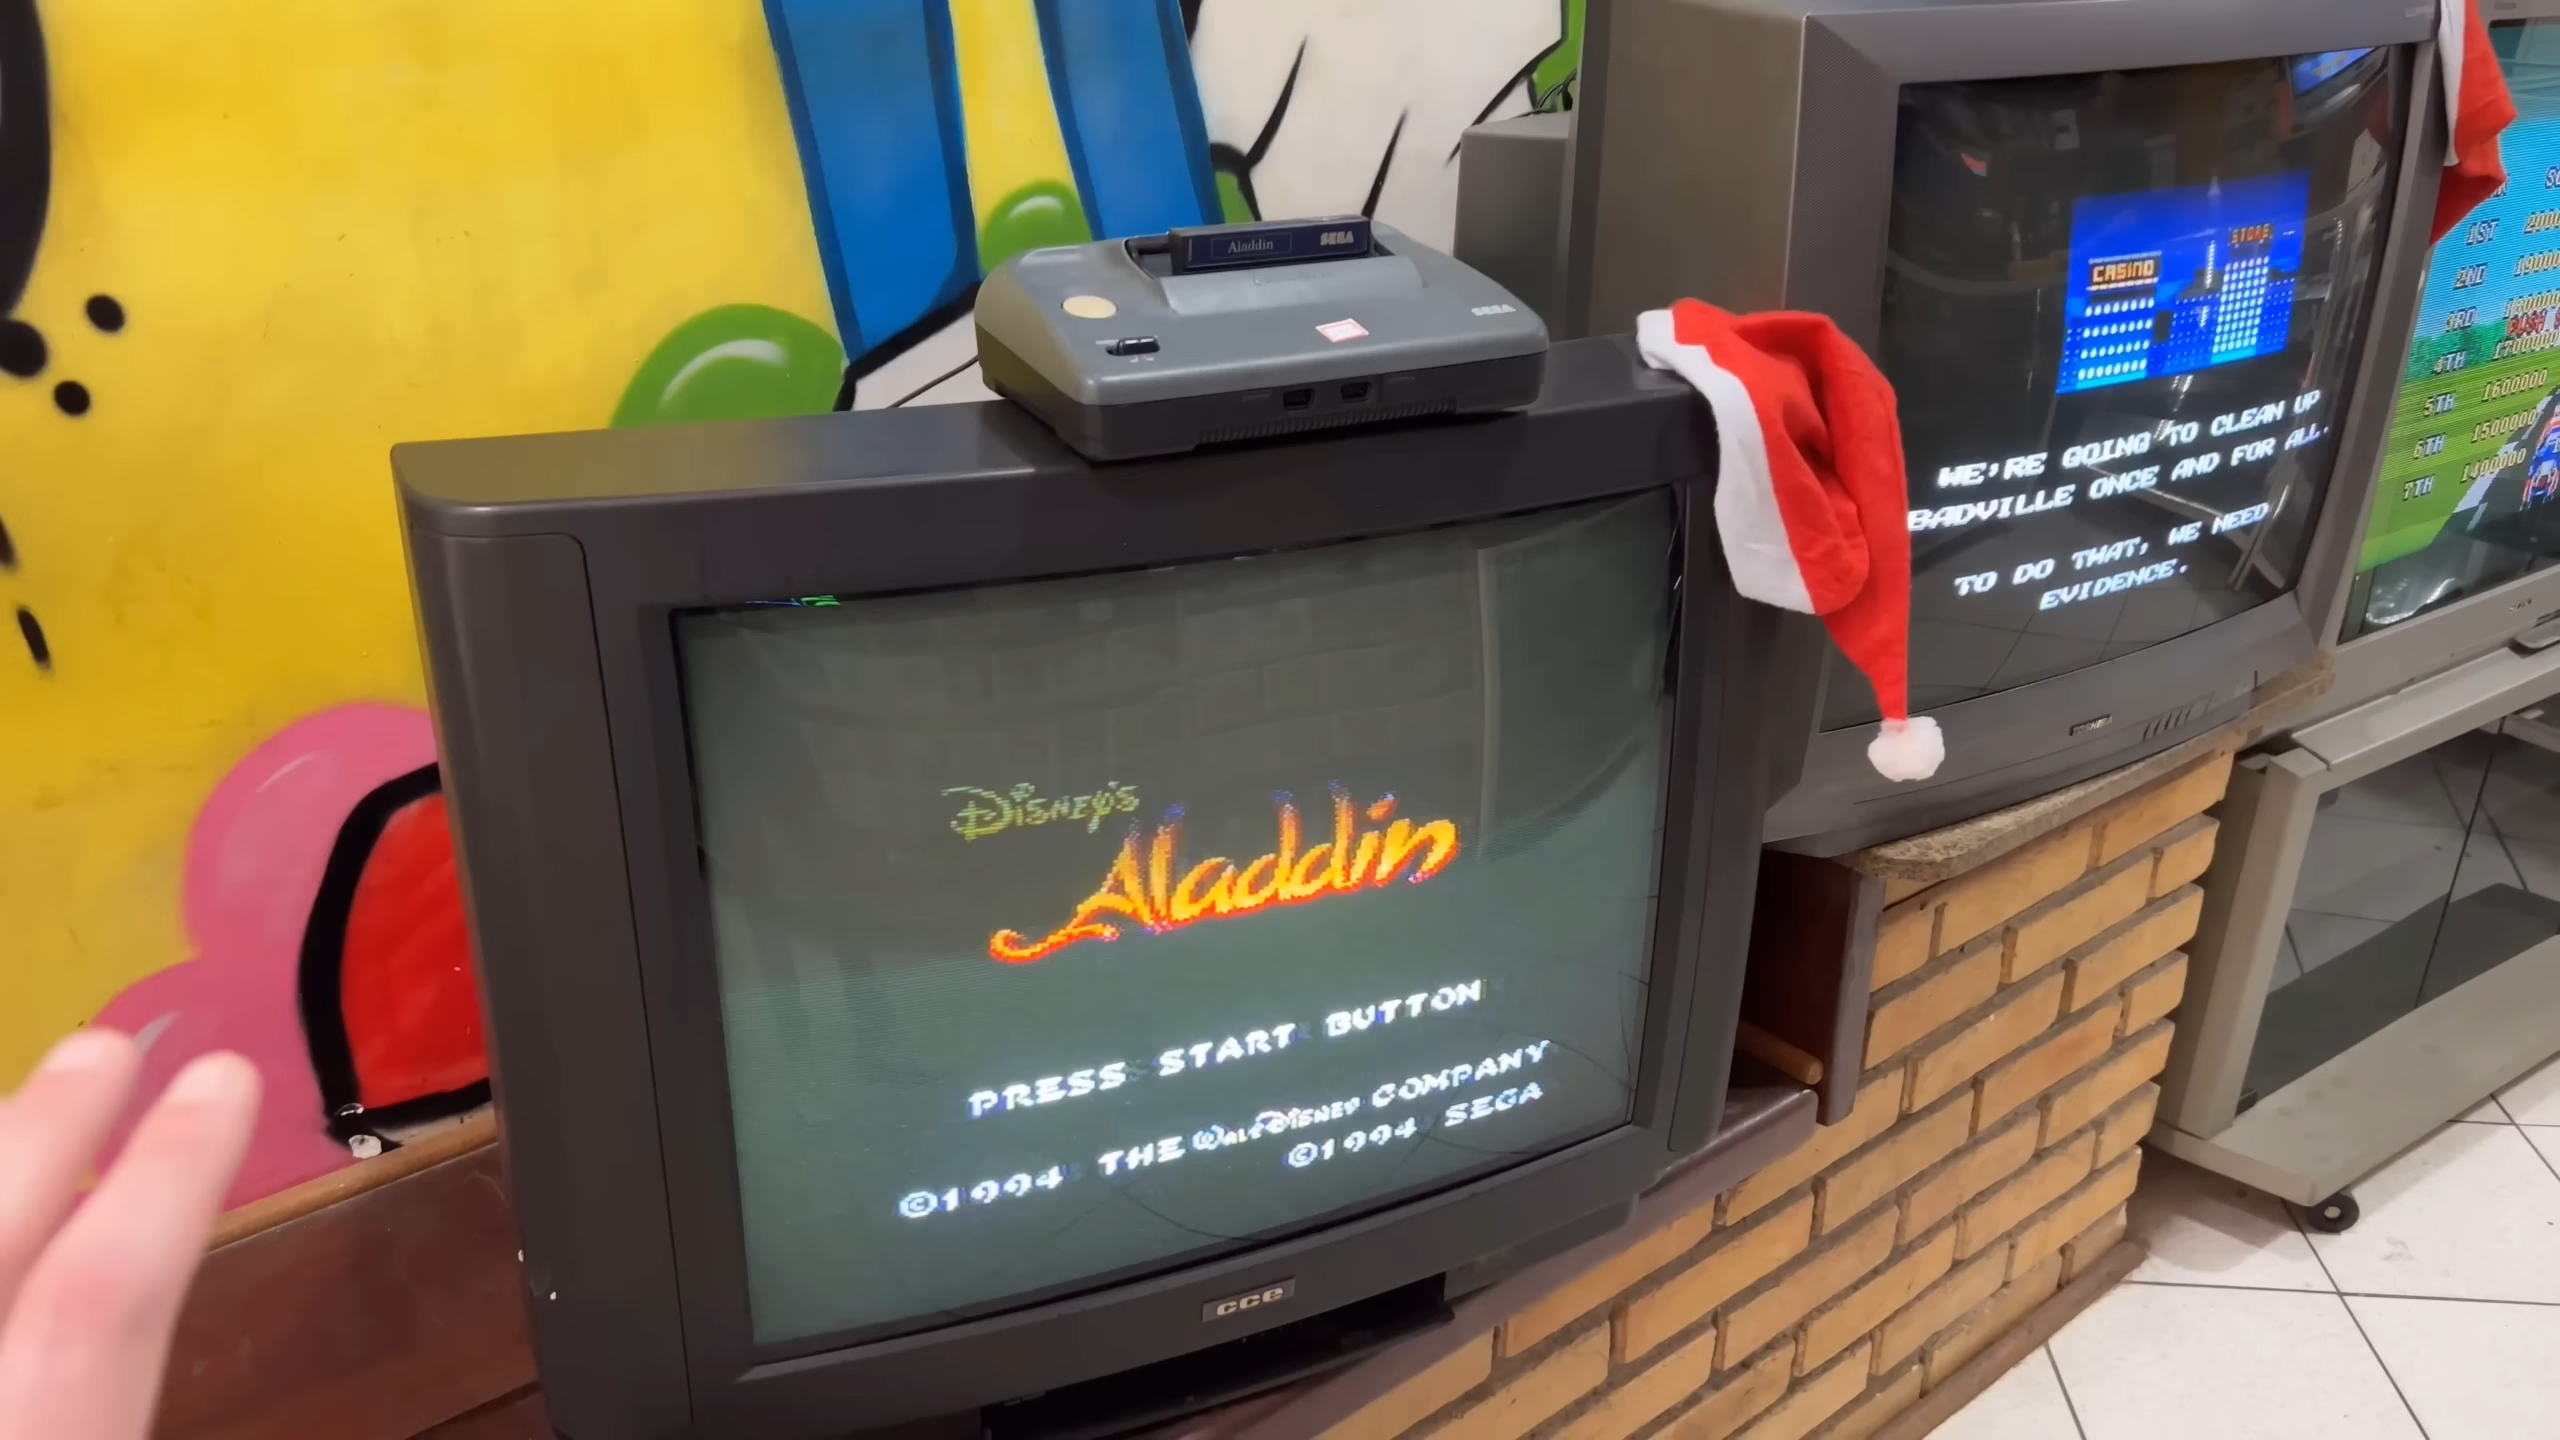 Aladdin SEGA
SEGA
DISNEY'S
Aladdin
PRESS START BUTTON
©1994 THE WALT DISNEY COMPANY
©1994 SEGA
cce
CASINO
STORE
WE'RE GOING TO CLEAN UP
BADVILLE ONCE AND FOR ALL.
TO DO THAT, WE NEED
EVIDENCE.
TOSHIBA
1ST
2ND
3RD
4TH 1700000
5TH 1600000
6TH 1500000
7TH 1400000